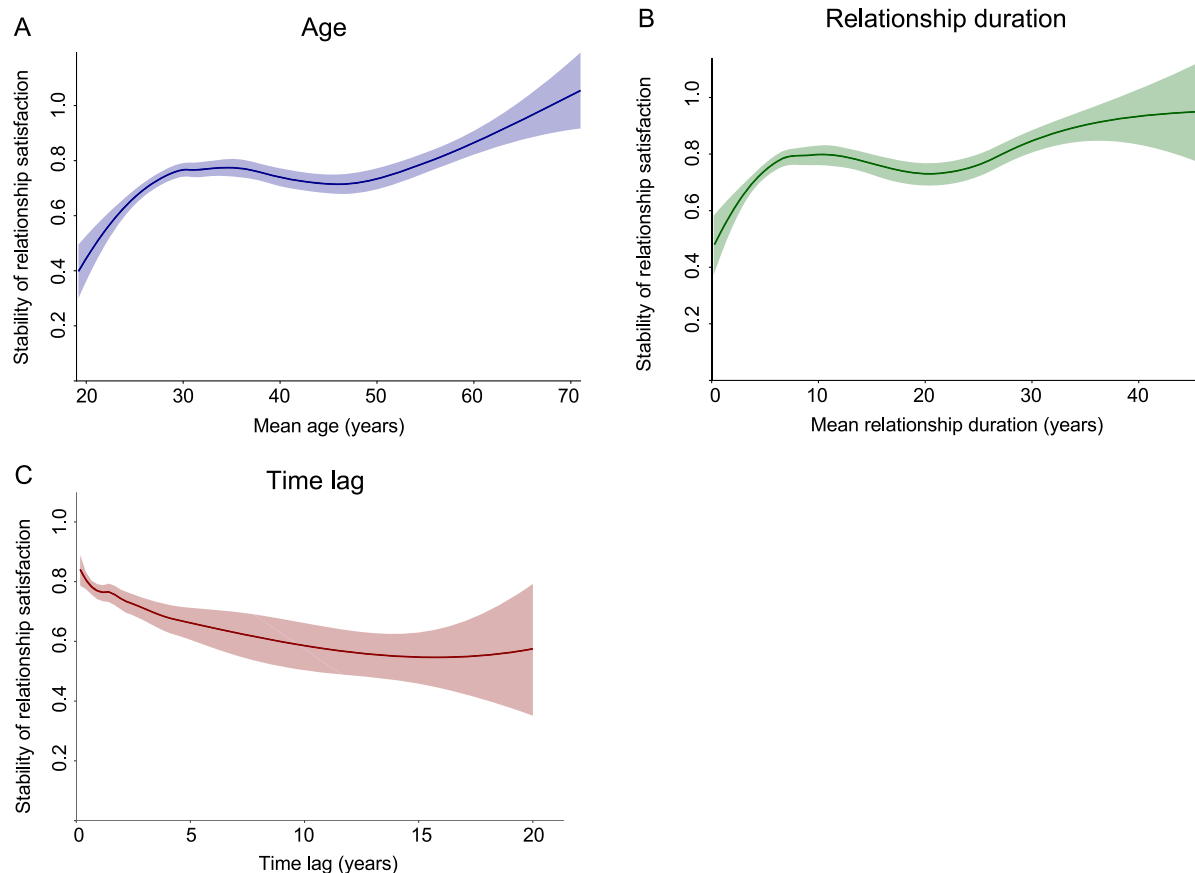 A
Age
Stability of relationship satisfaction
1.0
0.8
0.6
0.4
0.2
20 30 40 50 60 70
Mean age (years)
B
Relationship duration
Stability of relationship satisfaction
1.0
0.8
0.6
0.4
0.2
0 10 20 30 40
Mean relationship duration (years)
C
Time lag
Stability of relationship satisfaction
1.0
0.8
0.6
0.4
0.2
0 5 10 15 20
Time lag (years)